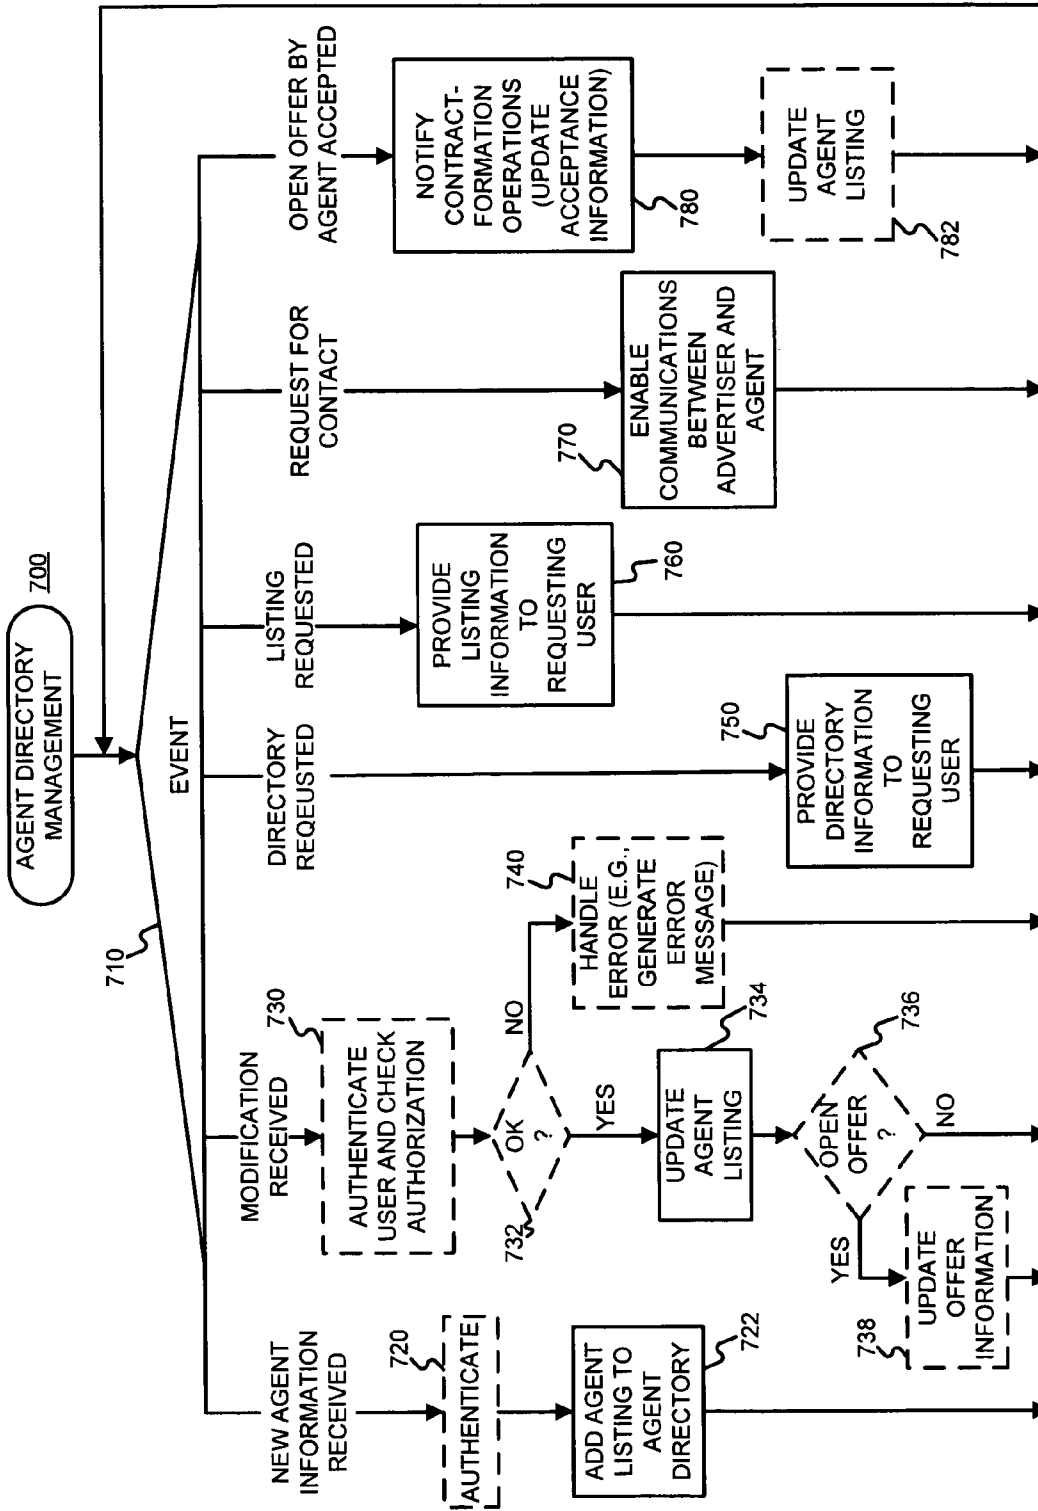 AGENT DIRECTORY
MANAGEMENT
700
710
EVENT
NEW AGENT
INFORMATION
RECEIVED
720
AUTHENTICATE
ADD AGENT
LISTING TO
AGENT
DIRECTORY
722
MODIFICATION
RECEIVED
730
AUTHENTICATE
USER AND CHECK
AUTHORIZATION
OK
?
732
NO
YES
740
HANDLE
ERROR (E.G.,
GENERATE
ERROR
MESSAGE)
UPDATE
AGENT
LISTING
734
OPEN
OFFER
?
736
YES
NO
UPDATE
OFFER
INFORMATION
738
DIRECTORY
REQEUSTED
750
PROVIDE
DIRECTORY
INFORMATION
TO
REQUESTING
USER
LISTING
REQUESTED
PROVIDE
LISTING
INFORMATION
TO
REQUESTING
USER
760
REQUEST FOR
CONTACT
770
ENABLE
COMMUNICATIONS
BETWEEN
ADVERTISER AND
AGENT
OPEN OFFER BY
AGENT ACCEPTED
NOTIFY
CONTRACT-
FORMATION
OPERATIONS
(UPDATE
ACCEPTANCE
INFORMATION)
780
UPDATE
AGENT
LISTING
782